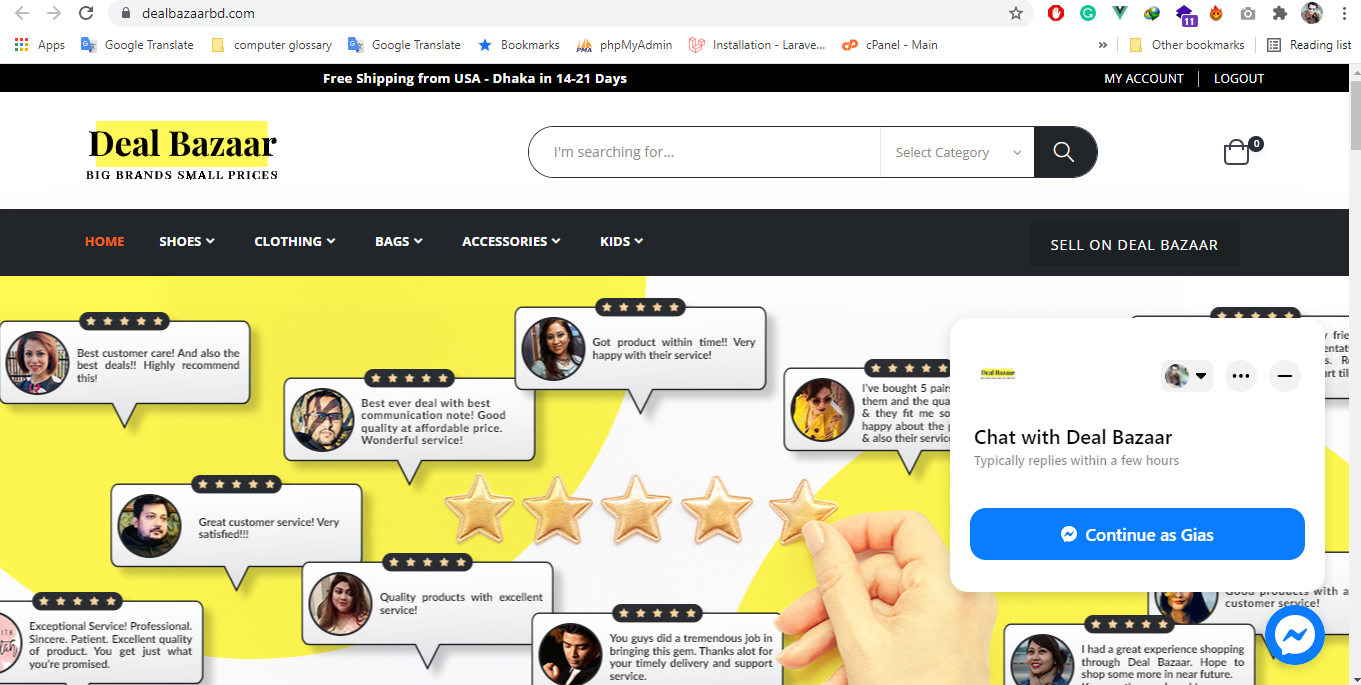 dealbazaarbd.com
11
Apps
Google Translate
computer glossary
Google Translate
Bookmarks
phpMyAdmin
Installation - Larave...
cPanel - Main
»
Other bookmarks
Reading list
Free Shipping from USA - Dhaka in 14-21 Days
MY ACCOUNT
LOGOUT
Deal Bazaar
BIG BRANDS SMALL PRICES
I'm searching for...
Select Category
0
HOME
SHOES
CLOTHING
BAGS
ACCESSORIES
KIDS
SELL ON DEAL BAZAAR
Best customer care! And also the
best deals!! Highly recommend
this!
Got product within time!! Very
happy with their service!
Best ever deal with best
communication note! Good
quality at affordable price.
Wonderful service!
I've bought 5 pairs
them and the qua
& they fit me so
happy about the p
& also their service
Deal Bazaar
Chat with Deal Bazaar
Typically replies within a few hours
Continue as Gias
Great customer service! Very
satisfied!!!
Quality products with excellent
service!
Exceptional Service! Professional.
Sincere. Patient. Excellent quality
of product. You get just what
you're promised.
You guys did a tremendous job in
bringing this gem. Thanks alot for
your timely delivery and support
service.
Good products with a
customer service!
I had a great experience shopping
through Deal Bazaar. Hope to
shop some more in near future.